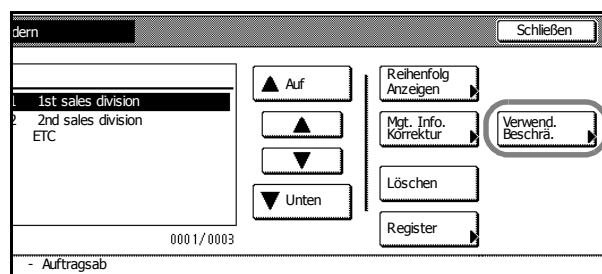 dern
Schließen
1 1st sales division
2 2nd sales division
ETC
0001/0003
Auf
Unten
Reihenfolg
Anzeigen
Mgt. Info.
Korrektur
Löschen
Register
Verwend.
Beschrä.
- Auftragsab